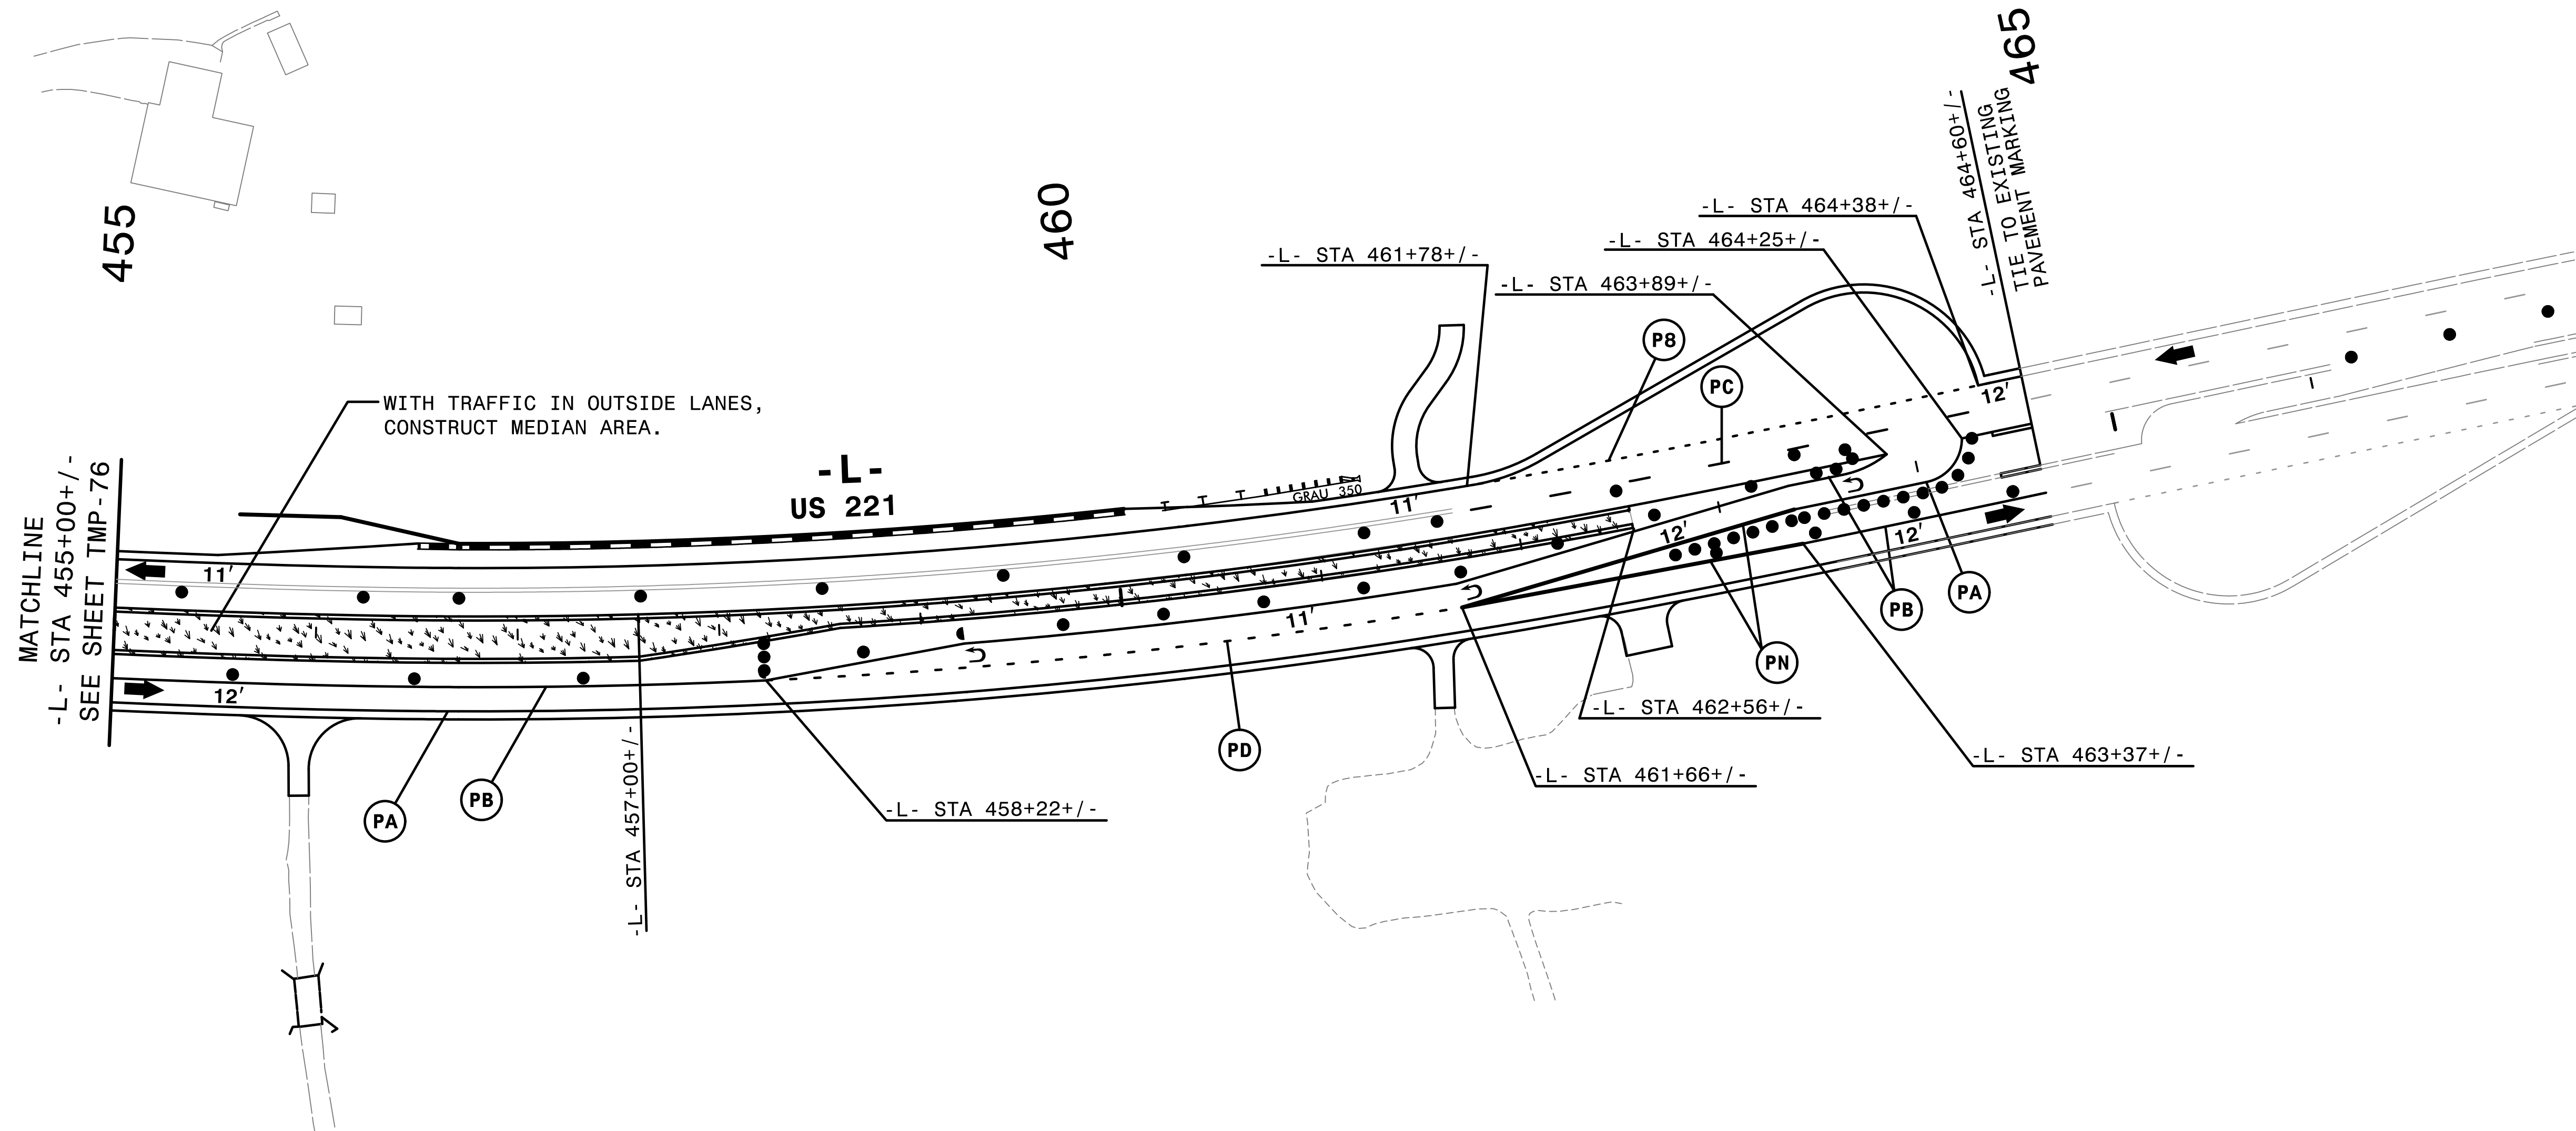 455
460
465
-L- STA 464+60+/-
TIE TO EXISTING
PAVEMENT MARKING
-L- STA 464+38+/-
-L- STA 464+25+/-
-L- STA 461+78+/-
-L- STA 463+89+/-
P8
PC
12'
WITH TRAFFIC IN OUTSIDE LANES,
CONSTRUCT MEDIAN AREA.
-L-
US 221
GRAU 350
11'
MATCHLINE
-L- STA 455+00+/-
SEE SHEET TMP-76
11'
12'
12'
12'
11'
PA
PB
PN
PD
-L- STA 462+56+/-
-L- STA 463+37+/-
-L- STA 461+66+/-
-L- STA 457+00+/-
-L- STA 458+22+/-
PB
PA